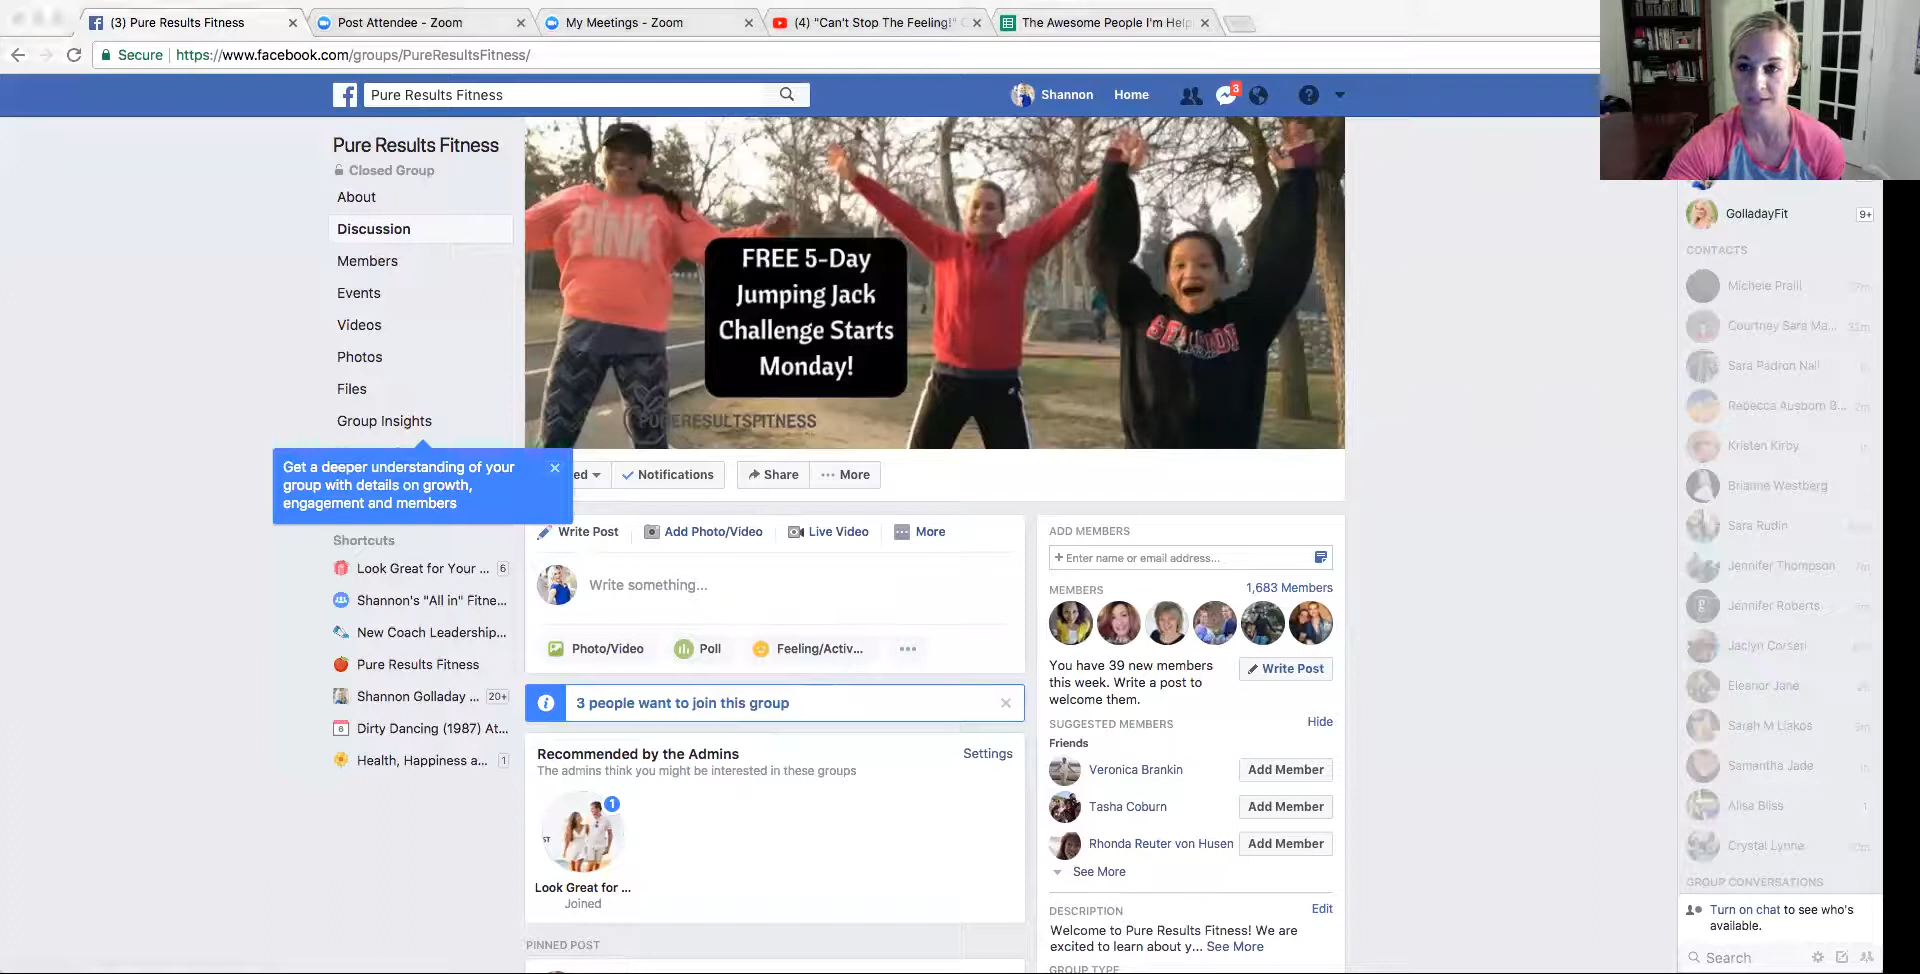 (3) Pure Results Fitness
Post Attendee - Zoom
My Meetings - Zoom
(4) "Can't Stop The Feeling!"
The Awesome People I'm Help
Secure
https://www.facebook.com/groups/PureResultsFitness/
Pure Results Fitness
Shannon
Home
3
Pure Results Fitness
Closed Group
About
Discussion
Members
Events
Videos
Photos
Files
Group Insights
Get a deeper understanding of your
group with details on growth,
engagement and members
Shortcuts
Look Great for Your ... 6
Shannon's "All in" Fitne...
New Coach Leadership...
Pure Results Fitness
Shannon Golladay ... 20+
Dirty Dancing (1987) At...
Health, Happiness a... 1
PINK
FREE 5-Day
Jumping Jack
Challenge Starts
Monday!
PURERESULTSFITNESS
ed
Notifications
Share
More
Write Post
Add Photo/Video
Live Video
More
Write something...
Photo/Video
Poll
Feeling/Activ...
3 people want to join this group
Recommended by the Admins
Settings
The admins think you might be interested in these groups
1
Look Great for ...
Joined
PINNED POST
ADD MEMBERS
+ Enter name or email address...
MEMBERS
1,683 Members
You have 39 new members
this week. Write a post to
welcome them.
Write Post
SUGGESTED MEMBERS
Hide
Friends
Veronica Brankin
Add Member
Tasha Coburn
Add Member
Rhonda Reuter von Husen
Add Member
See More
DESCRIPTION
Edit
Welcome to Pure Results Fitness! We are
excited to learn about y... See More
GROUP TYPE
GolladayFit 9+
CONTACTS
Michele Praill
Courtney Sara Ma...
Sara Padron Nail
Rebecca Ausborn B...
Kristen Kirby
Brianne Westberg
Sara Rudin
Jennifer Thompson
Jennifer Roberts
Jaclyn Corsen
Eleanor Jane
Sarah M Liakos
Samantha Jade
Alisa Bliss
Crystal Lynne
GROUP CONVERSATIONS
Turn on chat to see who's
available.
Search